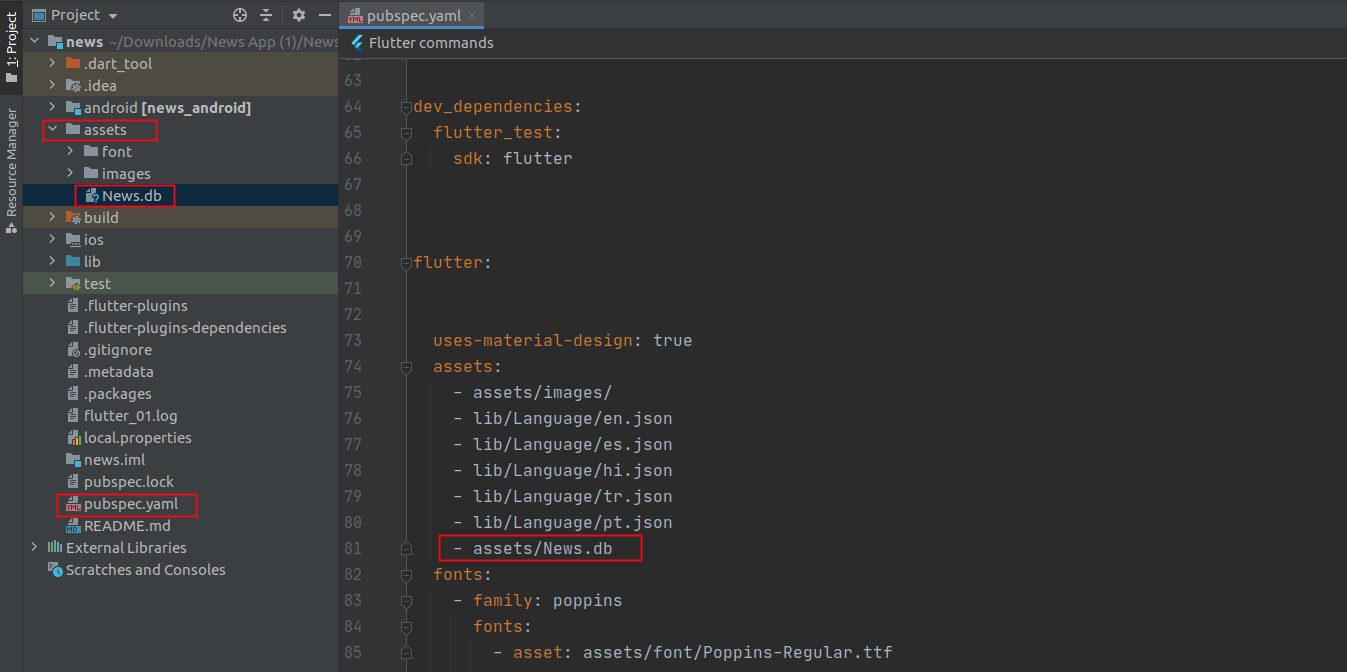 1: Project
Resource Manager
Project
news ~/Downloads/News App (1)/News
.dart_tool
.idea
android [news_android]
assets
font
images
News.db
build
ios
lib
test
.flutter-plugins
.flutter-plugins-dependencies
.gitignore
.metadata
.packages
flutter_01.log
local.properties
news.iml
pubspec.lock
pubspec.yaml
README.md
External Libraries
Scratches and Consoles
pubspec.yaml
Flutter commands
63
64 dev_dependencies:
65 flutter_test:
66 sdk: flutter
67
68
69
70 flutter:
71
72
73 uses-material-design: true
74 assets:
75 - assets/images/
76 - lib/Language/en.json
77 - lib/Language/es.json
78 - lib/Language/hi.json
79 - lib/Language/tr.json
80 - lib/Language/pt.json
81 - assets/News.db
82 fonts:
83 - family: poppins
84 fonts:
85 - asset: assets/font/Poppins-Regular.ttf